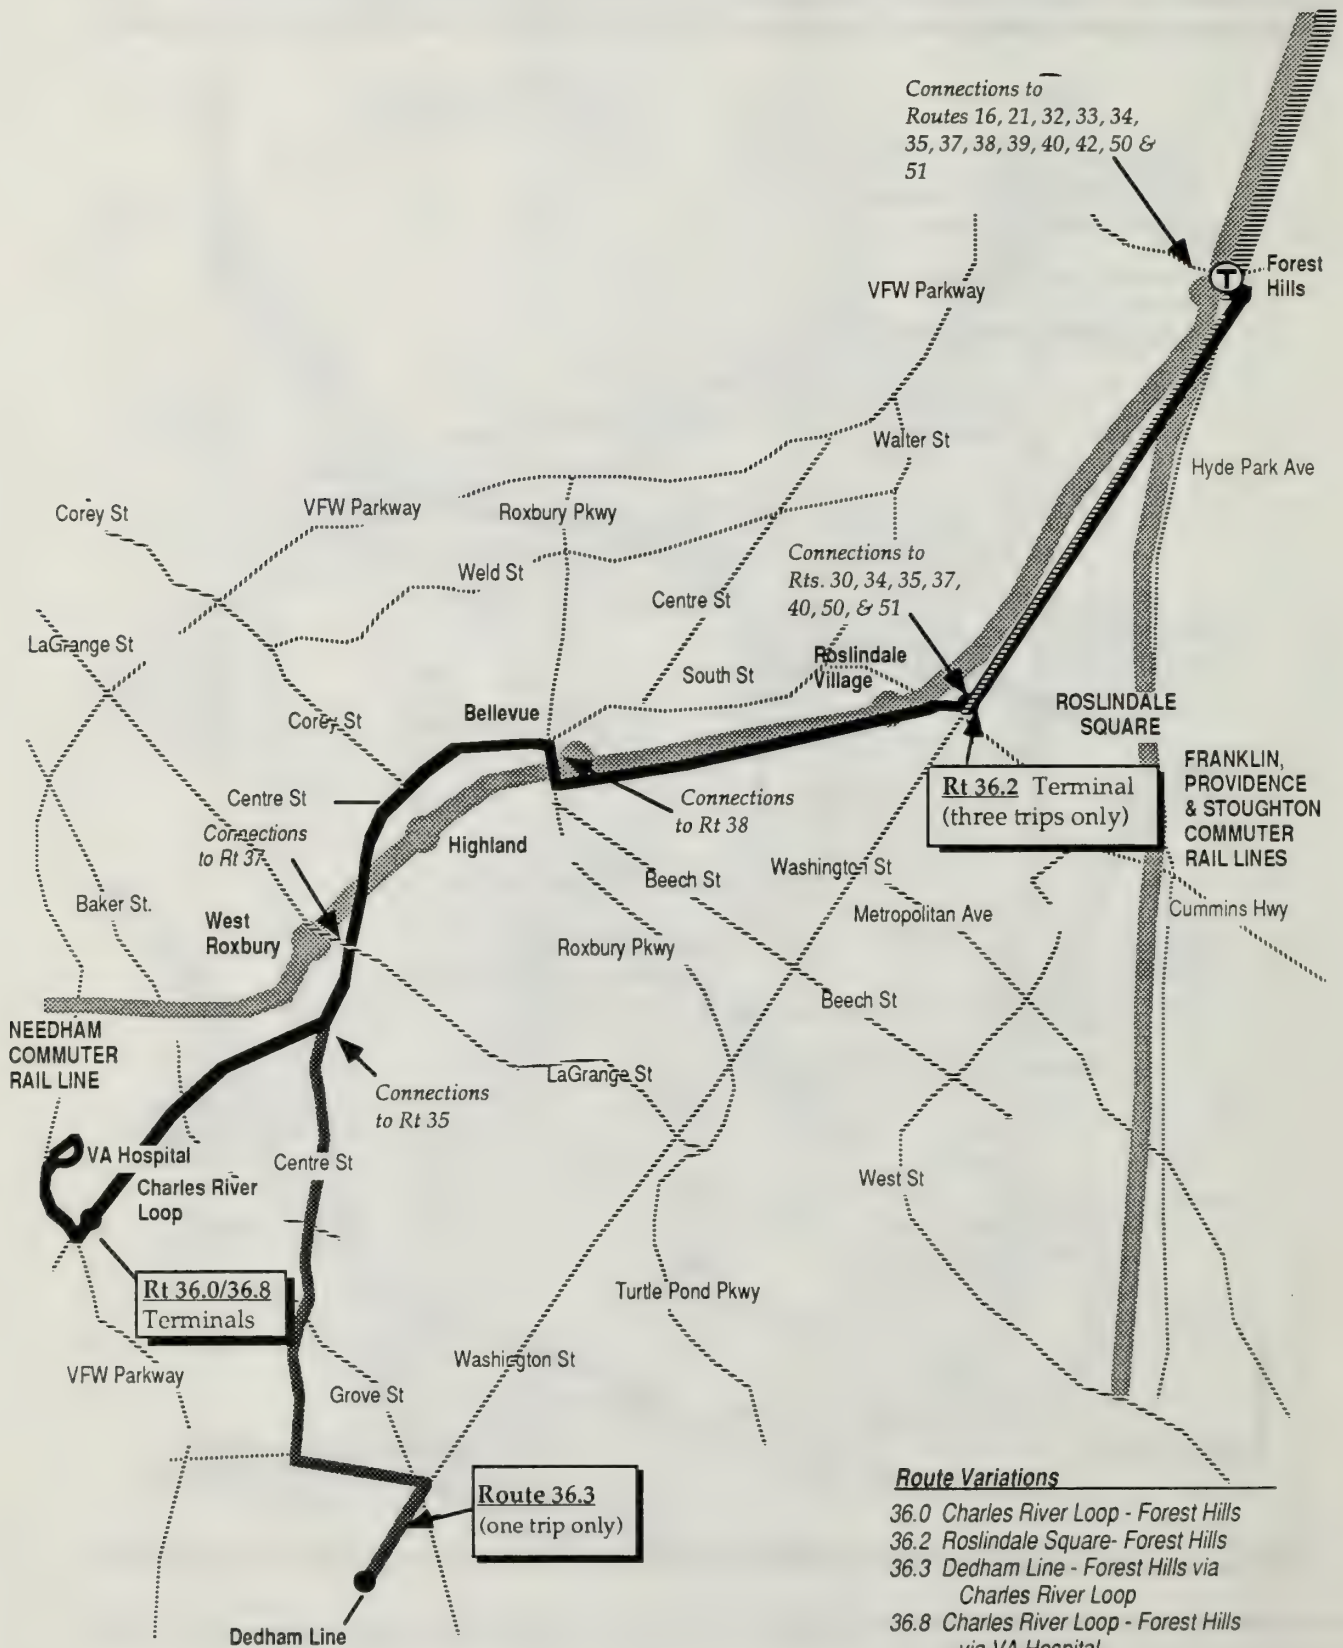 Connections to
Routes 16, 21, 32, 33, 34,
35, 37, 38, 39, 40, 42, 50 &
51
T
Forest
Hills
VFW Parkway
Walter St
Hyde Park Ave
Corey St
VFW Parkway
Roxbury Pkwy
Connections to
Rts. 30, 34, 35, 37,
40, 50, & 51
Weld St
Centre St
LaGrange St
Roslindale
Village
South St
ROSLINDALE
SQUARE
Corey St
Bellevue
FRANKLIN,
PROVIDENCE
& STOUGHTON
COMMUTER
RAIL LINES
Rt 36.2 Terminal
(three trips only)
Centre St
Connections
to Rt 38
Connections
to Rt 37
Highland
Washington St
Beech St
Baker St.
West
Roxbury
Metropolitan Ave
Cummins Hwy
Roxbury Pkwy
Beech St
NEEDHAM
COMMUTER
RAIL LINE
LaGrange St
Connections
to Rt 35
VA Hospital
Centre St
Charles River
Loop
West St
Rt 36.0/36.8
Terminals
Turtle Pond Pkwy
Washington St
VFW Parkway
Grove St
Route 36.3
(one trip only)
Dedham Line
Route Variations
36.0 Charles River Loop - Forest Hills
36.2 Roslindale Square- Forest Hills
36.3 Dedham Line - Forest Hills via
Charles River Loop
36.8 Charles River Loop - Forest Hills
via VA Hospital